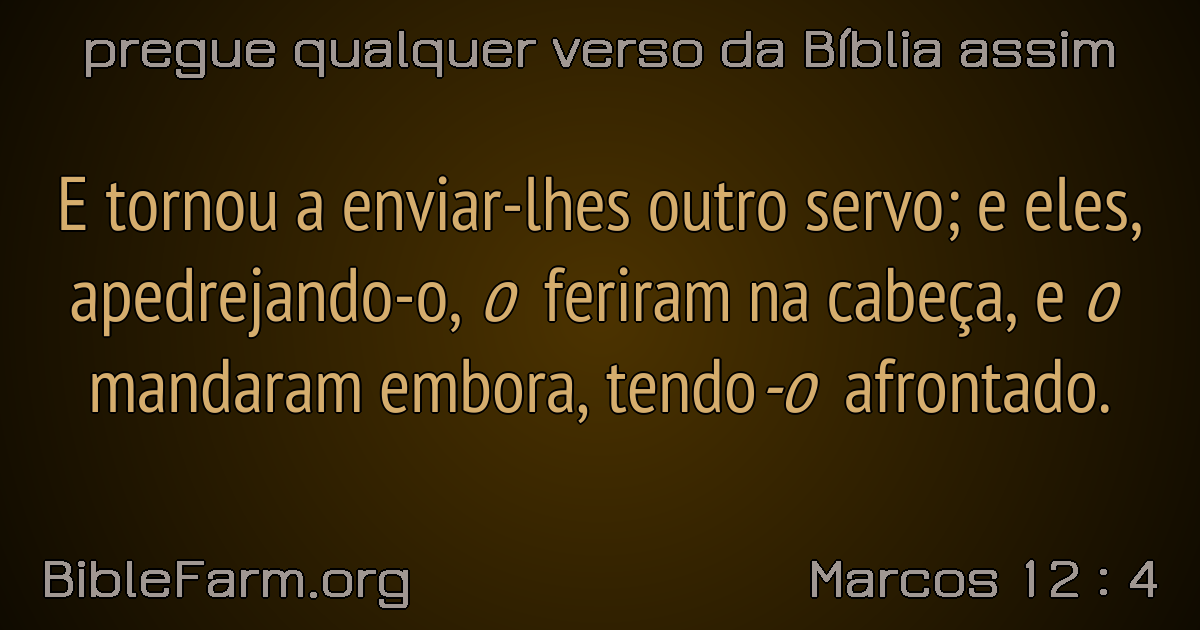 pregue qualquer verso da Bíblia assim
E tornou a enviar-lhes outro servo; e eles,
apedrejando-o, o feriram na cabeça, e o
mandaram embora, tendo-o afrontado.
BibleFarm.org
Marcos 12 : 4